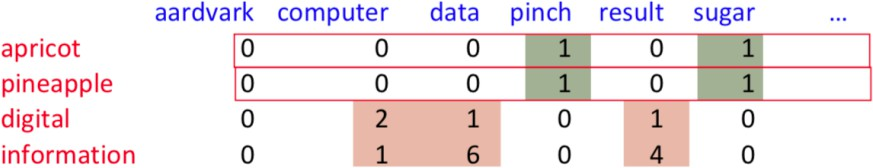 aardvark computer data pinch result sugar ...
apricot 0 0 0 1 0 1
pineapple 0 0 0 1 0 1
digital 0 2 1 0 1 0
information 0 1 6 0 4 0